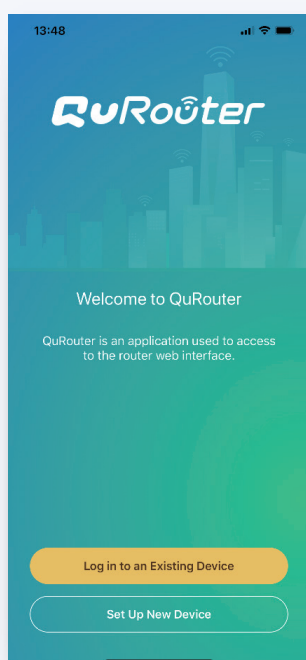 13:48
QuRouter
Welcome to QuRouter
QuRouter is an application used to access
to the router web interface.
Log in to an Existing Device
Set Up New Device